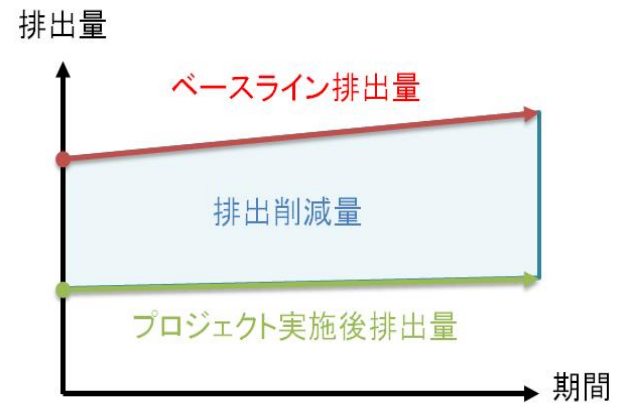 排出量
ベースライン排出量
排出削減量
プロジェクト実施後排出量
期間